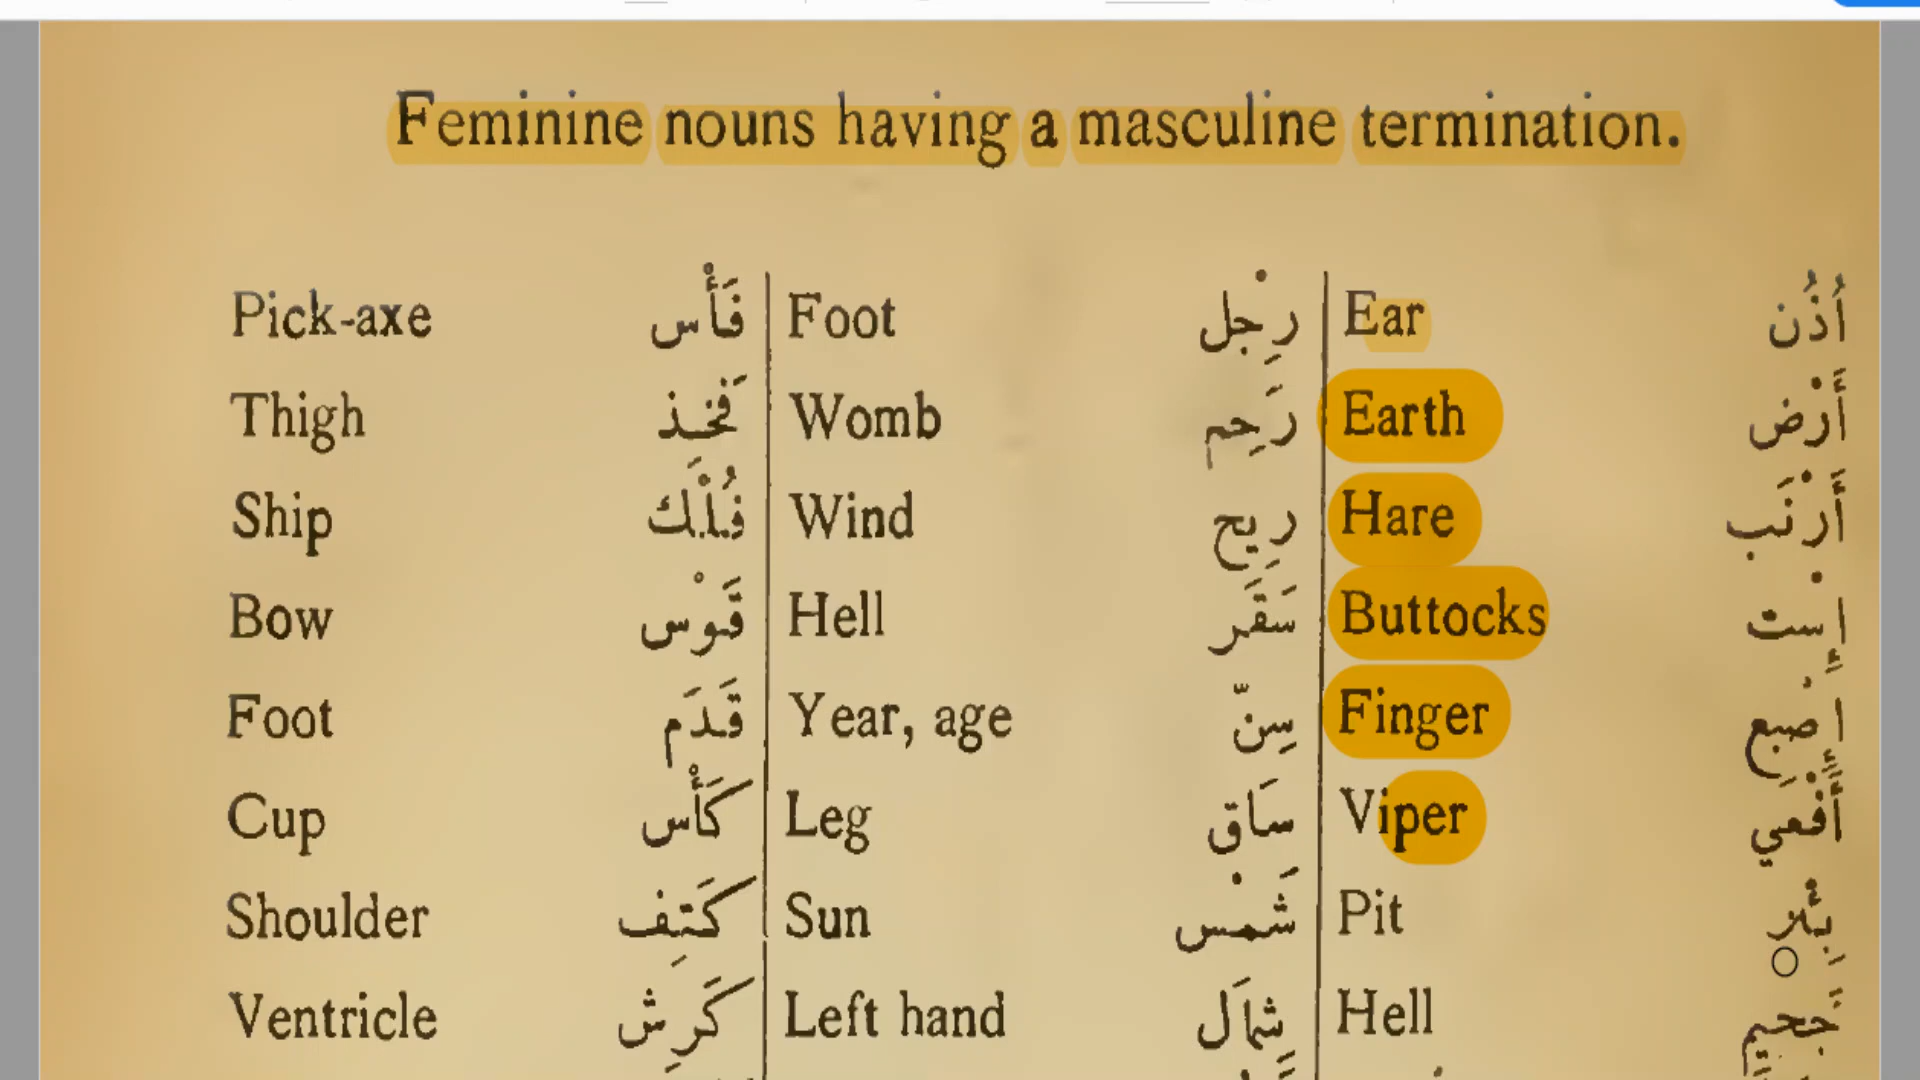 Feminine nouns having a masculine termination.
Pick-axe فَأْس Foot رِجْل Ear أُذُن
Thigh فَخِذ Womb رَحِم Earth أَرْض
Ship فُلْك Wind رِيح Hare أَرْنَب
Bow قَوْس Hell سَقَر Buttocks إِسْت
Foot قَدَم Year, age سِنّ Finger إِصْبِع
Cup كَأْس Leg سَاق Viper أَفْعي
Shoulder كَتِف Sun شَمْس Pit بِئْر
Ventricle كَرِش Left hand شِمَال Hell جَحِيم